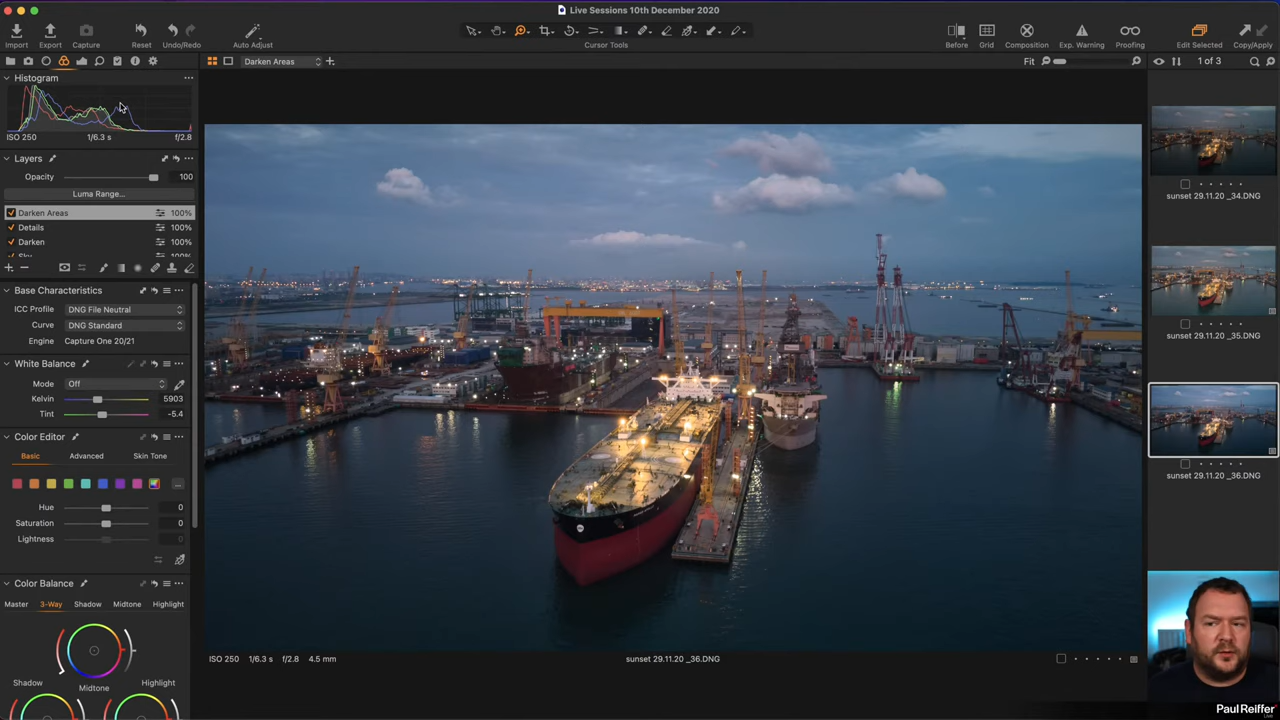 Live Sessions 10th December 2020
Import
Export
Capture
Reset
Undo/Redo
Auto Adjust
Cursor Tools
Before
Grid
Composition
Exp. Warning
Proofing
Edit Selected
Copy/Apply
Darken Areas
Fit
1 of 3
Histogram
ISO 250
1/6.3 s
f/2.8
Layers
Opacity
100
Luma Range...
Darken Areas
100%
Details
100%
Darken
100%
Sky
100%
Base Characteristics
ICC Profile
DNG File Neutral
Curve
DNG Standard
Engine
Capture One 20/21
White Balance
Mode
Off
Kelvin
5903
Tint
-5.4
Color Editor
Basic
Advanced
Skin Tone
...
Hue
0
Saturation
0
Lightness
0
Color Balance
Master
3-Way
Shadow
Midtone
Highlight
Shadow
Midtone
Highlight
ISO 250
1/6.3 s
f/2.8
4.5 mm
sunset 29.11.20 _36.DNG
sunset 29.11.20 _34.DNG
sunset 29.11.20 _35.DNG
sunset 29.11.20 _36.DNG
Paul Reiffer
Live